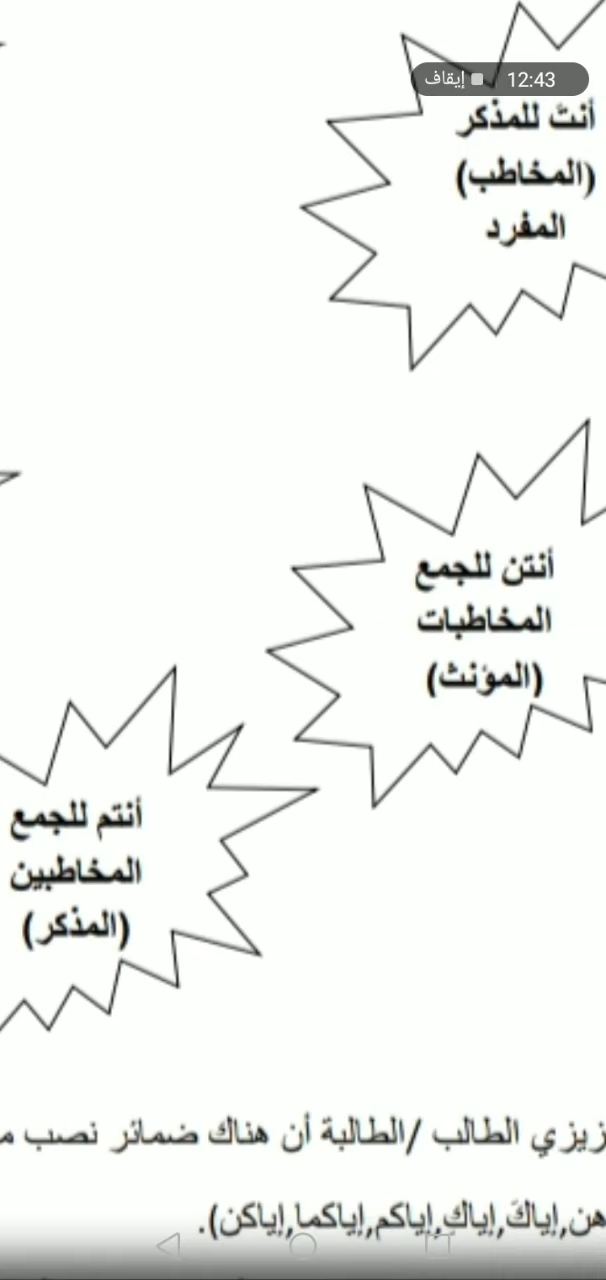 12:43 إيقاف
أنتَ للمذكر
(المخاطب)
المفرد
أنتن للجمع
المخاطبات
(المؤنث)
أنتم للجمع
المخاطبين
(المذكر)
الطالب /الطالبة أن هناك ضمائر نصب
هن,إياكَ,إياكِ,إياكم,إياكما,إياكن).